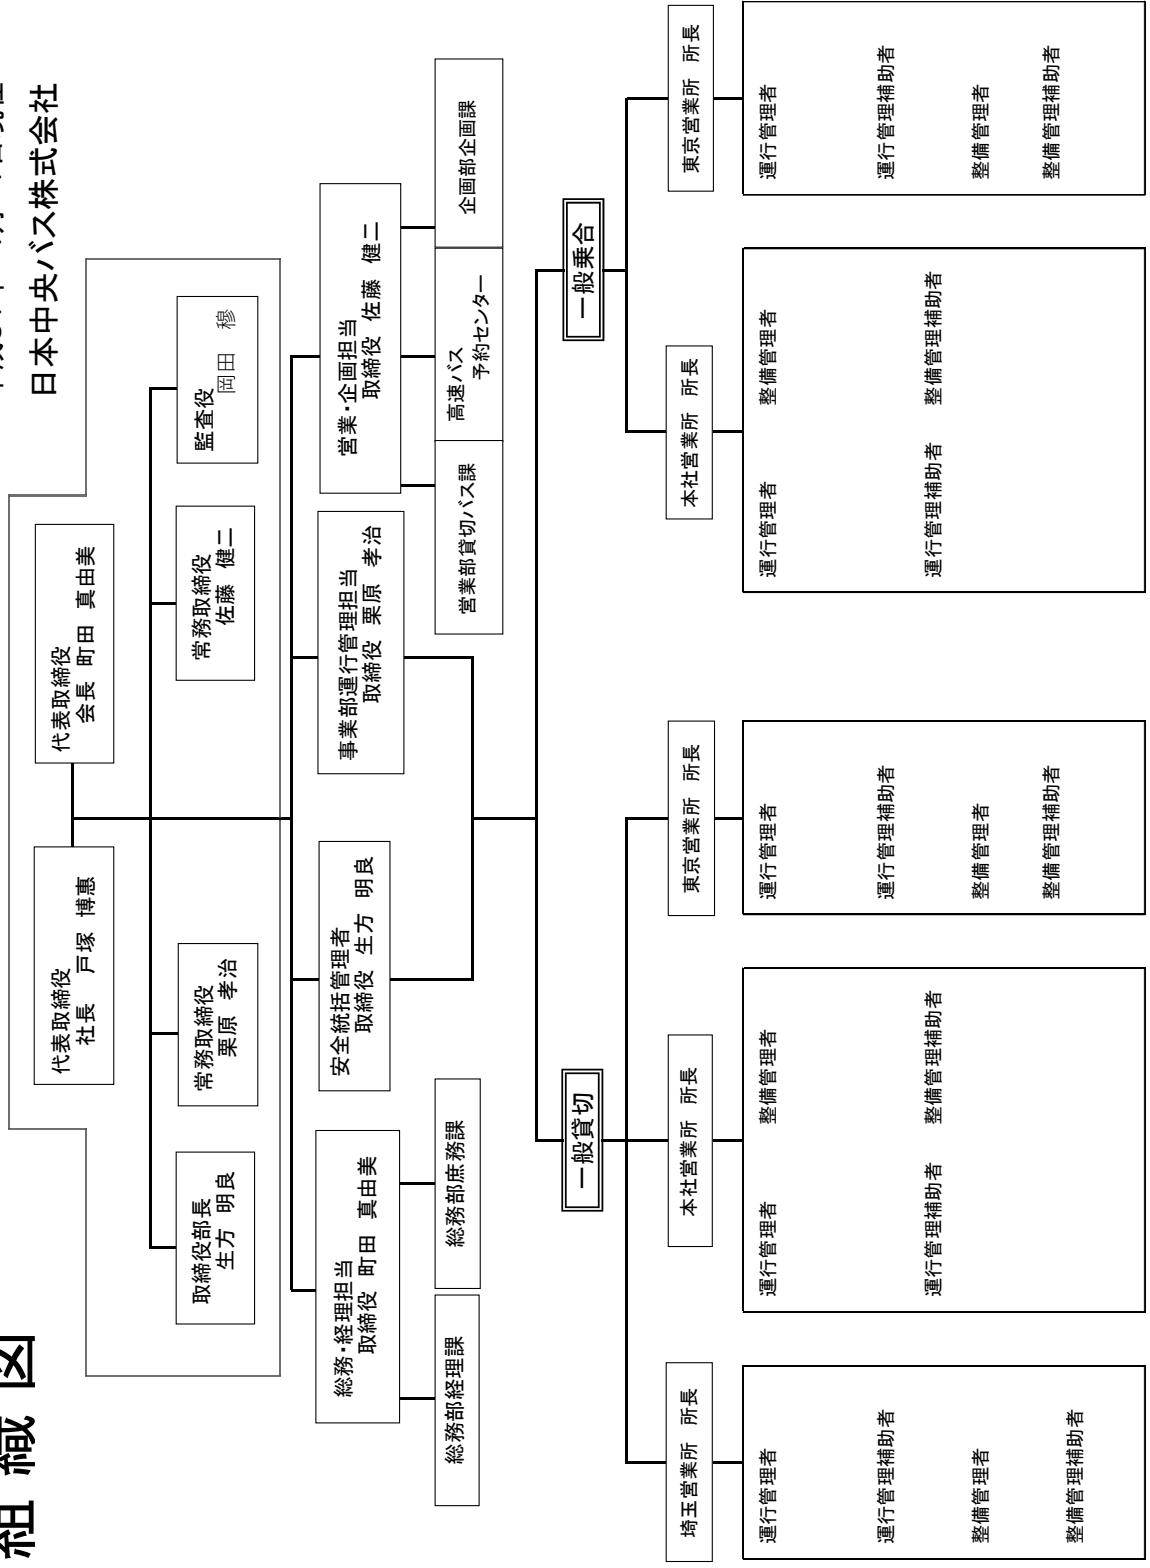 組 織 図
日本中央バス株式会社
代表取締役
社長　戸塚　博惠
代表取締役
会長　町田　真由美
取締役部長
生方　明良
常務取締役
栗原　孝治
常務取締役
佐藤　健二
監査役
岡田　穆
総務・経理担当
取締役　町田　真由美
安全統括管理者
取締役　生方　明良
事業部運行管理担当
取締役　栗原　孝治
営業・企画担当
取締役　佐藤　健二
総務部経理課
総務部庶務課
営業部貸切バス課
高速バス
予約センター
企画部企画課
一般貸切
一般乗合
埼玉営業所　所長
本社営業所　所長
東京営業所　所長
本社営業所　所長
東京営業所　所長
運行管理者
運行管理補助者
整備管理者
整備管理補助者
運行管理者
整備管理者
運行管理補助者
整備管理補助者
運行管理者
運行管理補助者
整備管理者
整備管理補助者
運行管理者
整備管理者
運行管理補助者
整備管理補助者
運行管理者
運行管理補助者
整備管理者
整備管理補助者